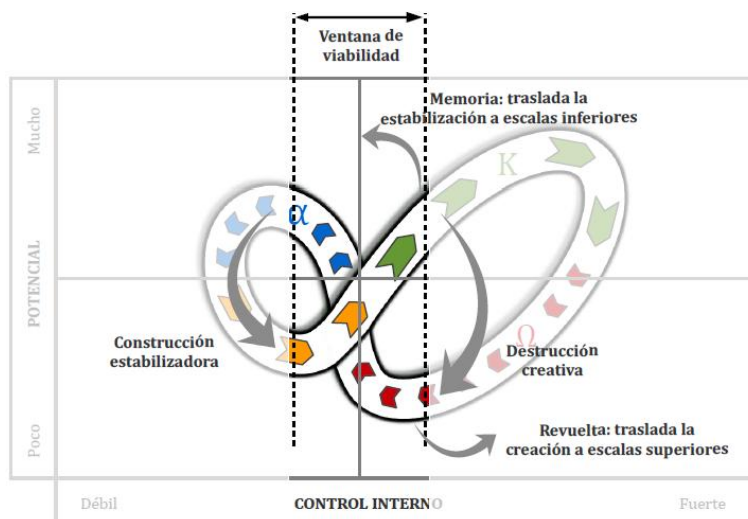 Ventana de
viabilidad
Mucho
Memoria: traslada la
estabilización a escalas inferiores
K
α
POTENCIAL
Construcción
estabilizadora
Ω
Destrucción
creativa
Poco
Revuelta: traslada la
creación a escalas superiores
Débil
CONTROL INTERNO
Fuerte